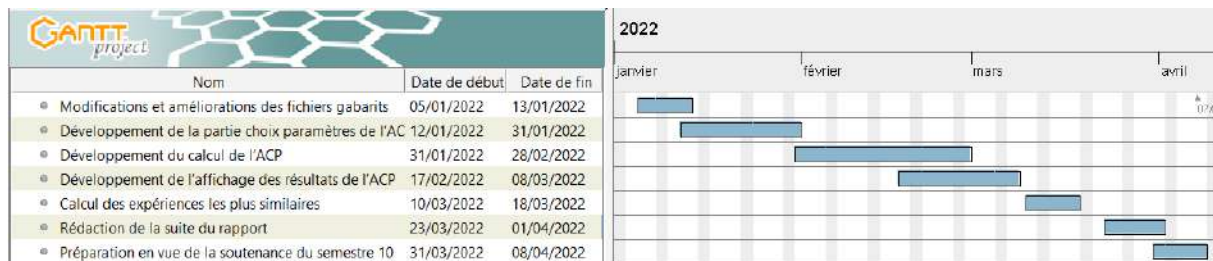 GANTT
project
2022
janvier février mars avril
Nom Date de début Date de fin
Modifications et améliorations des fichiers gabarits 05/01/2022 13/01/2022
Développement de la partie choix paramètres de l'AC 12/01/2022 31/01/2022
Développement du calcul de l'ACP 31/01/2022 28/02/2022
Développement de l'affichage des résultats de l'ACP 17/02/2022 08/03/2022
Calcul des expériences les plus similaires 10/03/2022 18/03/2022
Rédaction de la suite du rapport 23/03/2022 01/04/2022
Préparation en vue de la soutenance du semestre 10 31/03/2022 08/04/2022